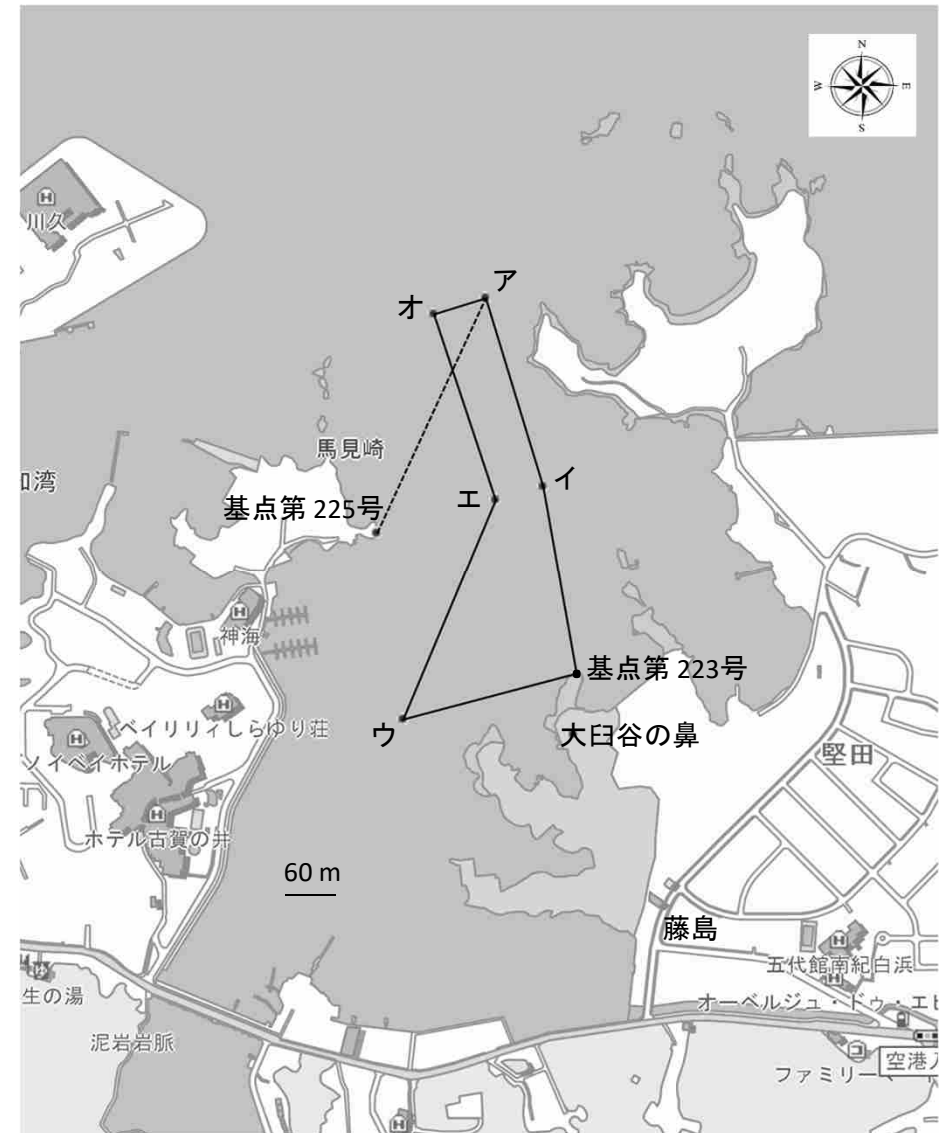 N
W
E
S
川久
ア
オ
馬見崎
基点第 225号
エ
イ
和湾
神海
基点第 223号
ベイリリィしらゆり荘
ウ
大臼谷の鼻
ソイベイホテル
堅田
ホテル古賀の井
60 m
藤島
五代館南紀白浜
生の湯
オーベルジュ・ドゥ・エ
泥岩岩脈
ファミリー
空港入
H
H
H
H
H
H
H
H